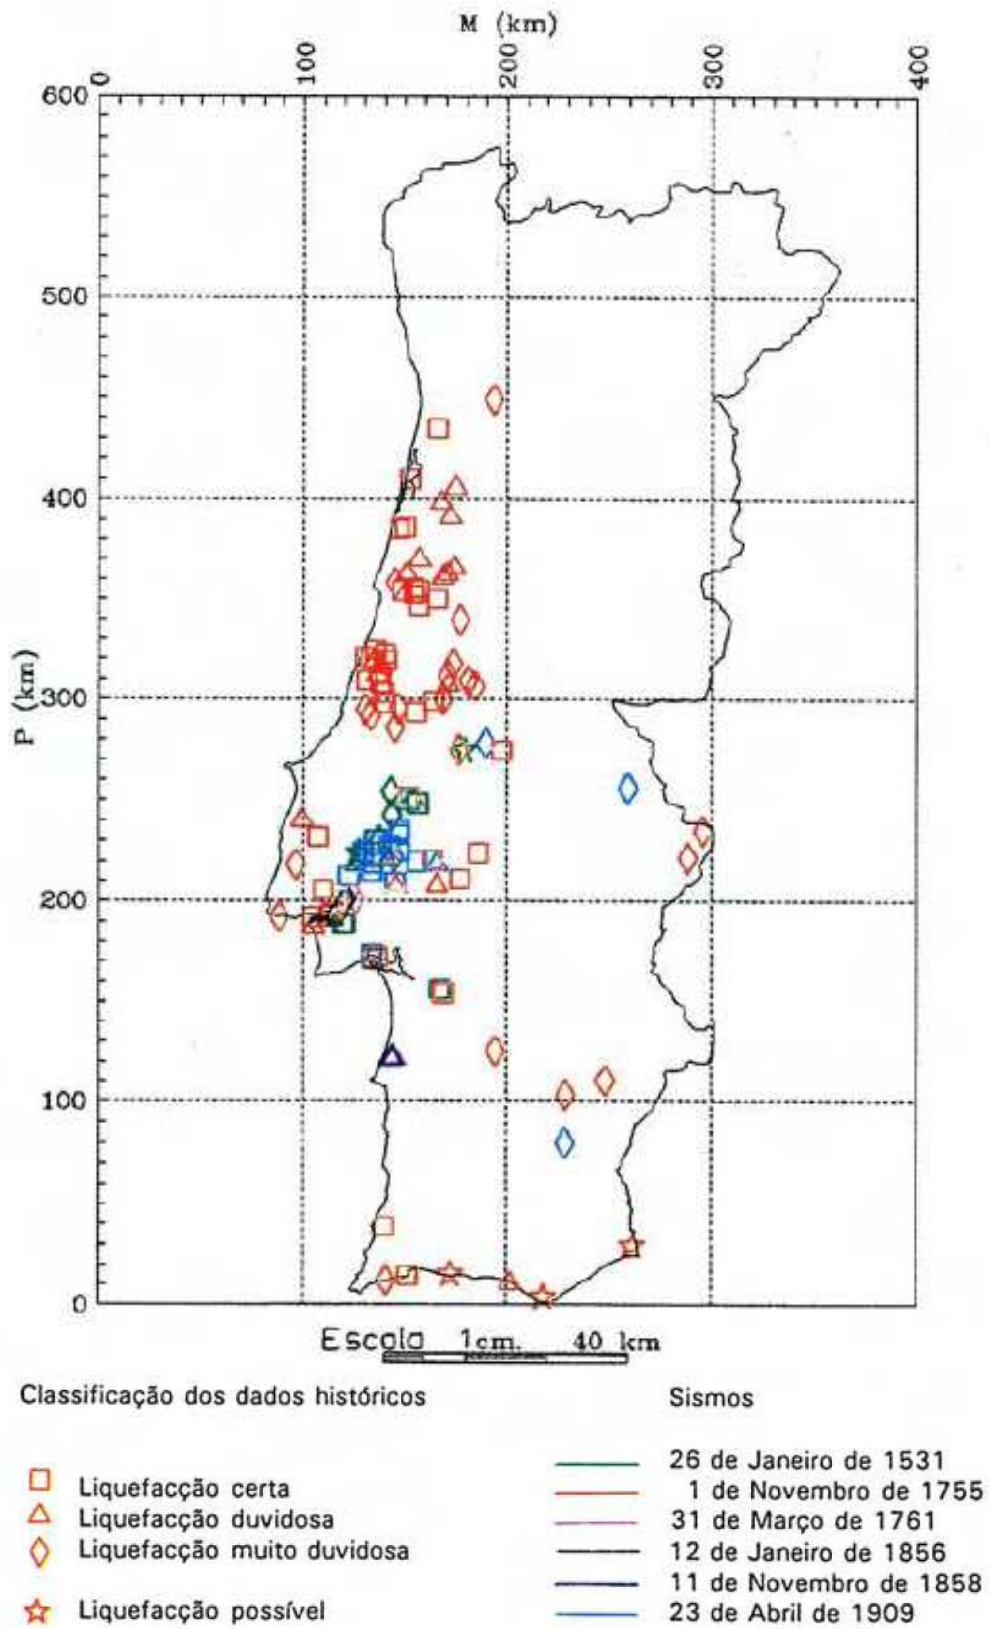 M (km)
0 100 200 300 400
600
500
400
300
200
100
0
P (km)
Escala 1cm. 40 km
Classificação dos dados históricos
Liquefacção certa
Liquefacção duvidosa
Liquefacção muito duvidosa
Liquefacção possível
Sismos
26 de Janeiro de 1531
1 de Novembro de 1755
31 de Março de 1761
12 de Janeiro de 1856
11 de Novembro de 1858
23 de Abril de 1909